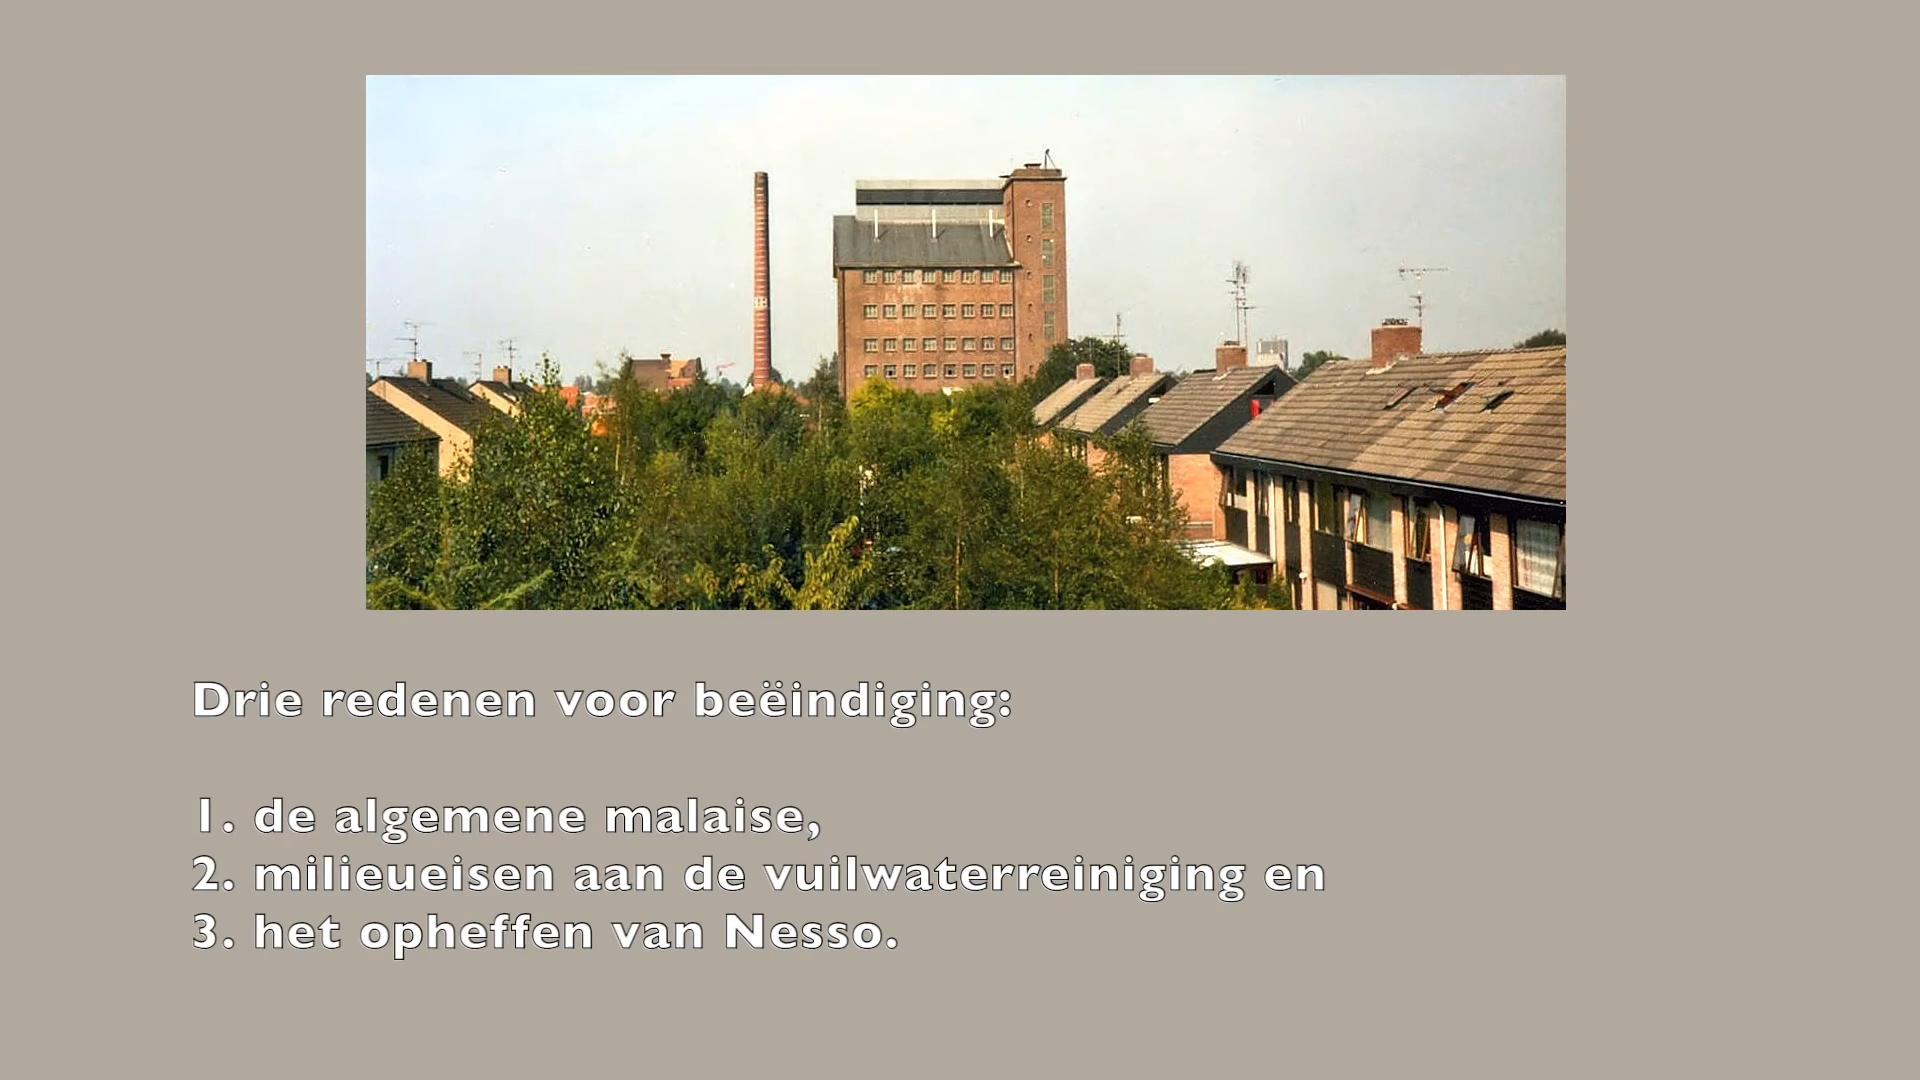 Drie redenen voor beëindiging:
1. de algemene malaise,
2. milieueisen aan de vuilwaterreiniging en
3. het opheffen van Nesso.